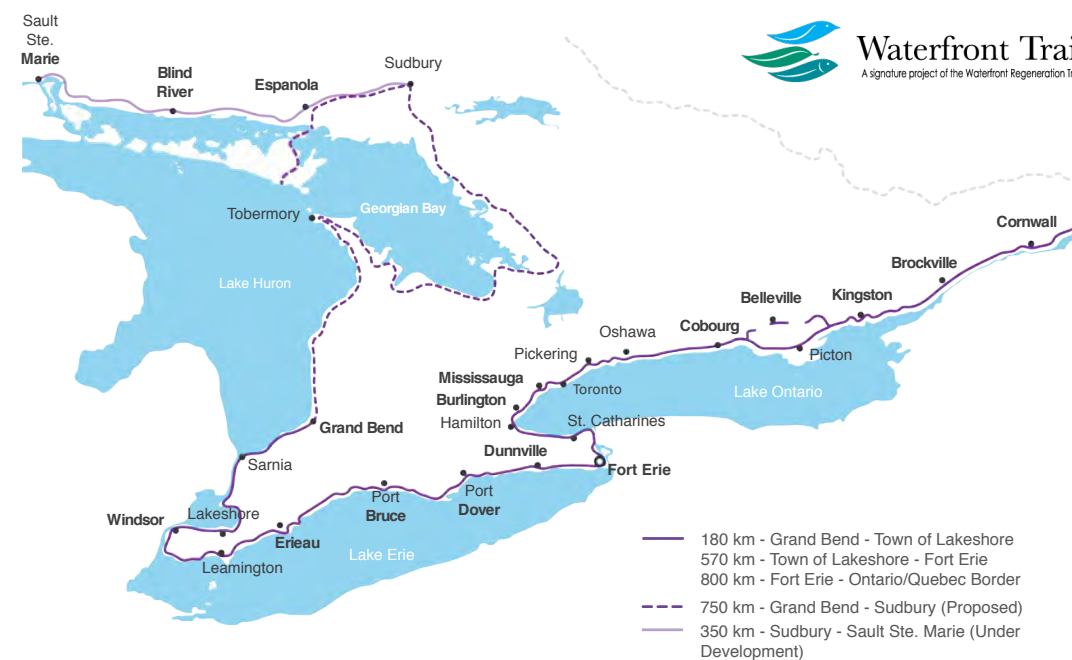 Sault
Ste.
Marie
Blind
River
Espanola
Sudbury
Waterfront Trai
A signature project of the Waterfront Regeneration T
Tobermory
Georgian Bay
Lake Huron
Cornwall
Brockville
Kingston
Belleville
Cobourg
Oshawa
Pickering
Picton
Mississauga
Toronto
Burlington
Lake Ontario
Hamilton
St. Catharines
Grand Bend
Dunnville
Sarnia
Fort Erie
Port
Bruce
Port
Dover
Windsor
Lakeshore
Erieau
Lake Erie
Leamington
180 km - Grand Bend - Town of Lakeshore
570 km - Town of Lakeshore - Fort Erie
800 km - Fort Erie - Ontario/Quebec Border
750 km - Grand Bend - Sudbury (Proposed)
350 km - Sudbury - Sault Ste. Marie (Under
Development)